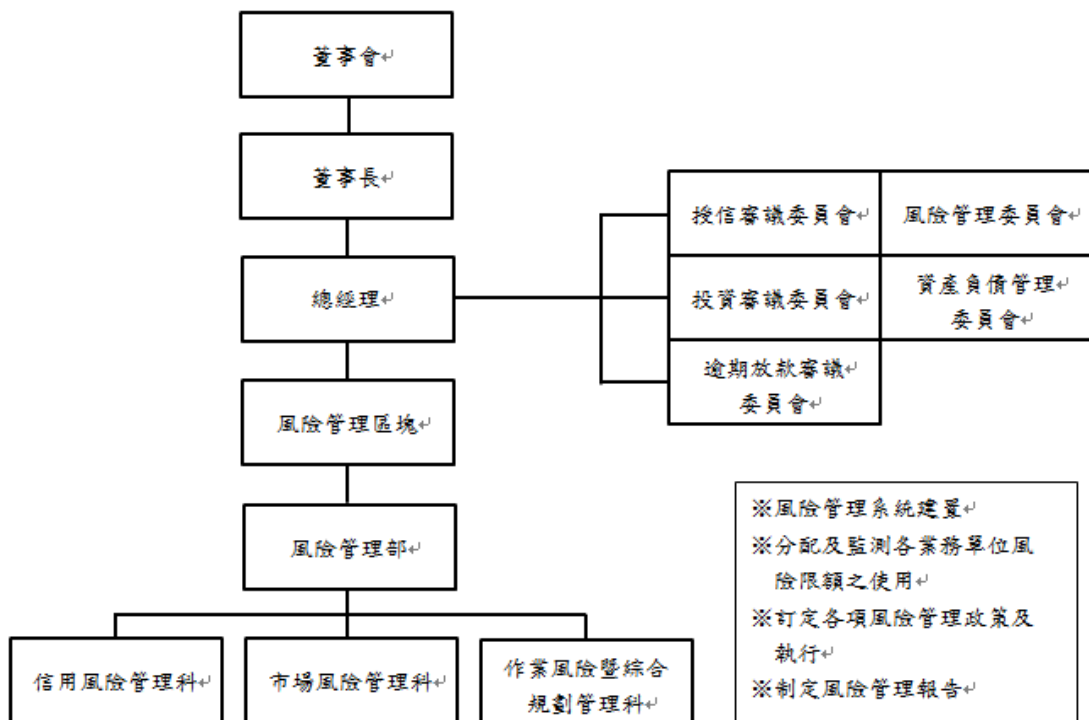 董事會
董事長
總經理
風險管理區塊
風險管理部
信用風險管理科
市場風險管理科
作業風險暨綜合
規劃管理科
授信審議委員會
風險管理委員會
投資審議委員會
資產負債管理
委員會
逾期放款審議
委員會
※風險管理系統建置
※分配及監測各業務單位風
險限額之使用
※訂定各項風險管理政策及
執行
※制定風險管理報告